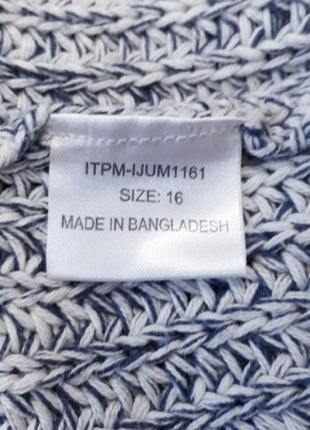 ITPM-IJUM1161
SIZE: 16
MADE IN BANGLADESH